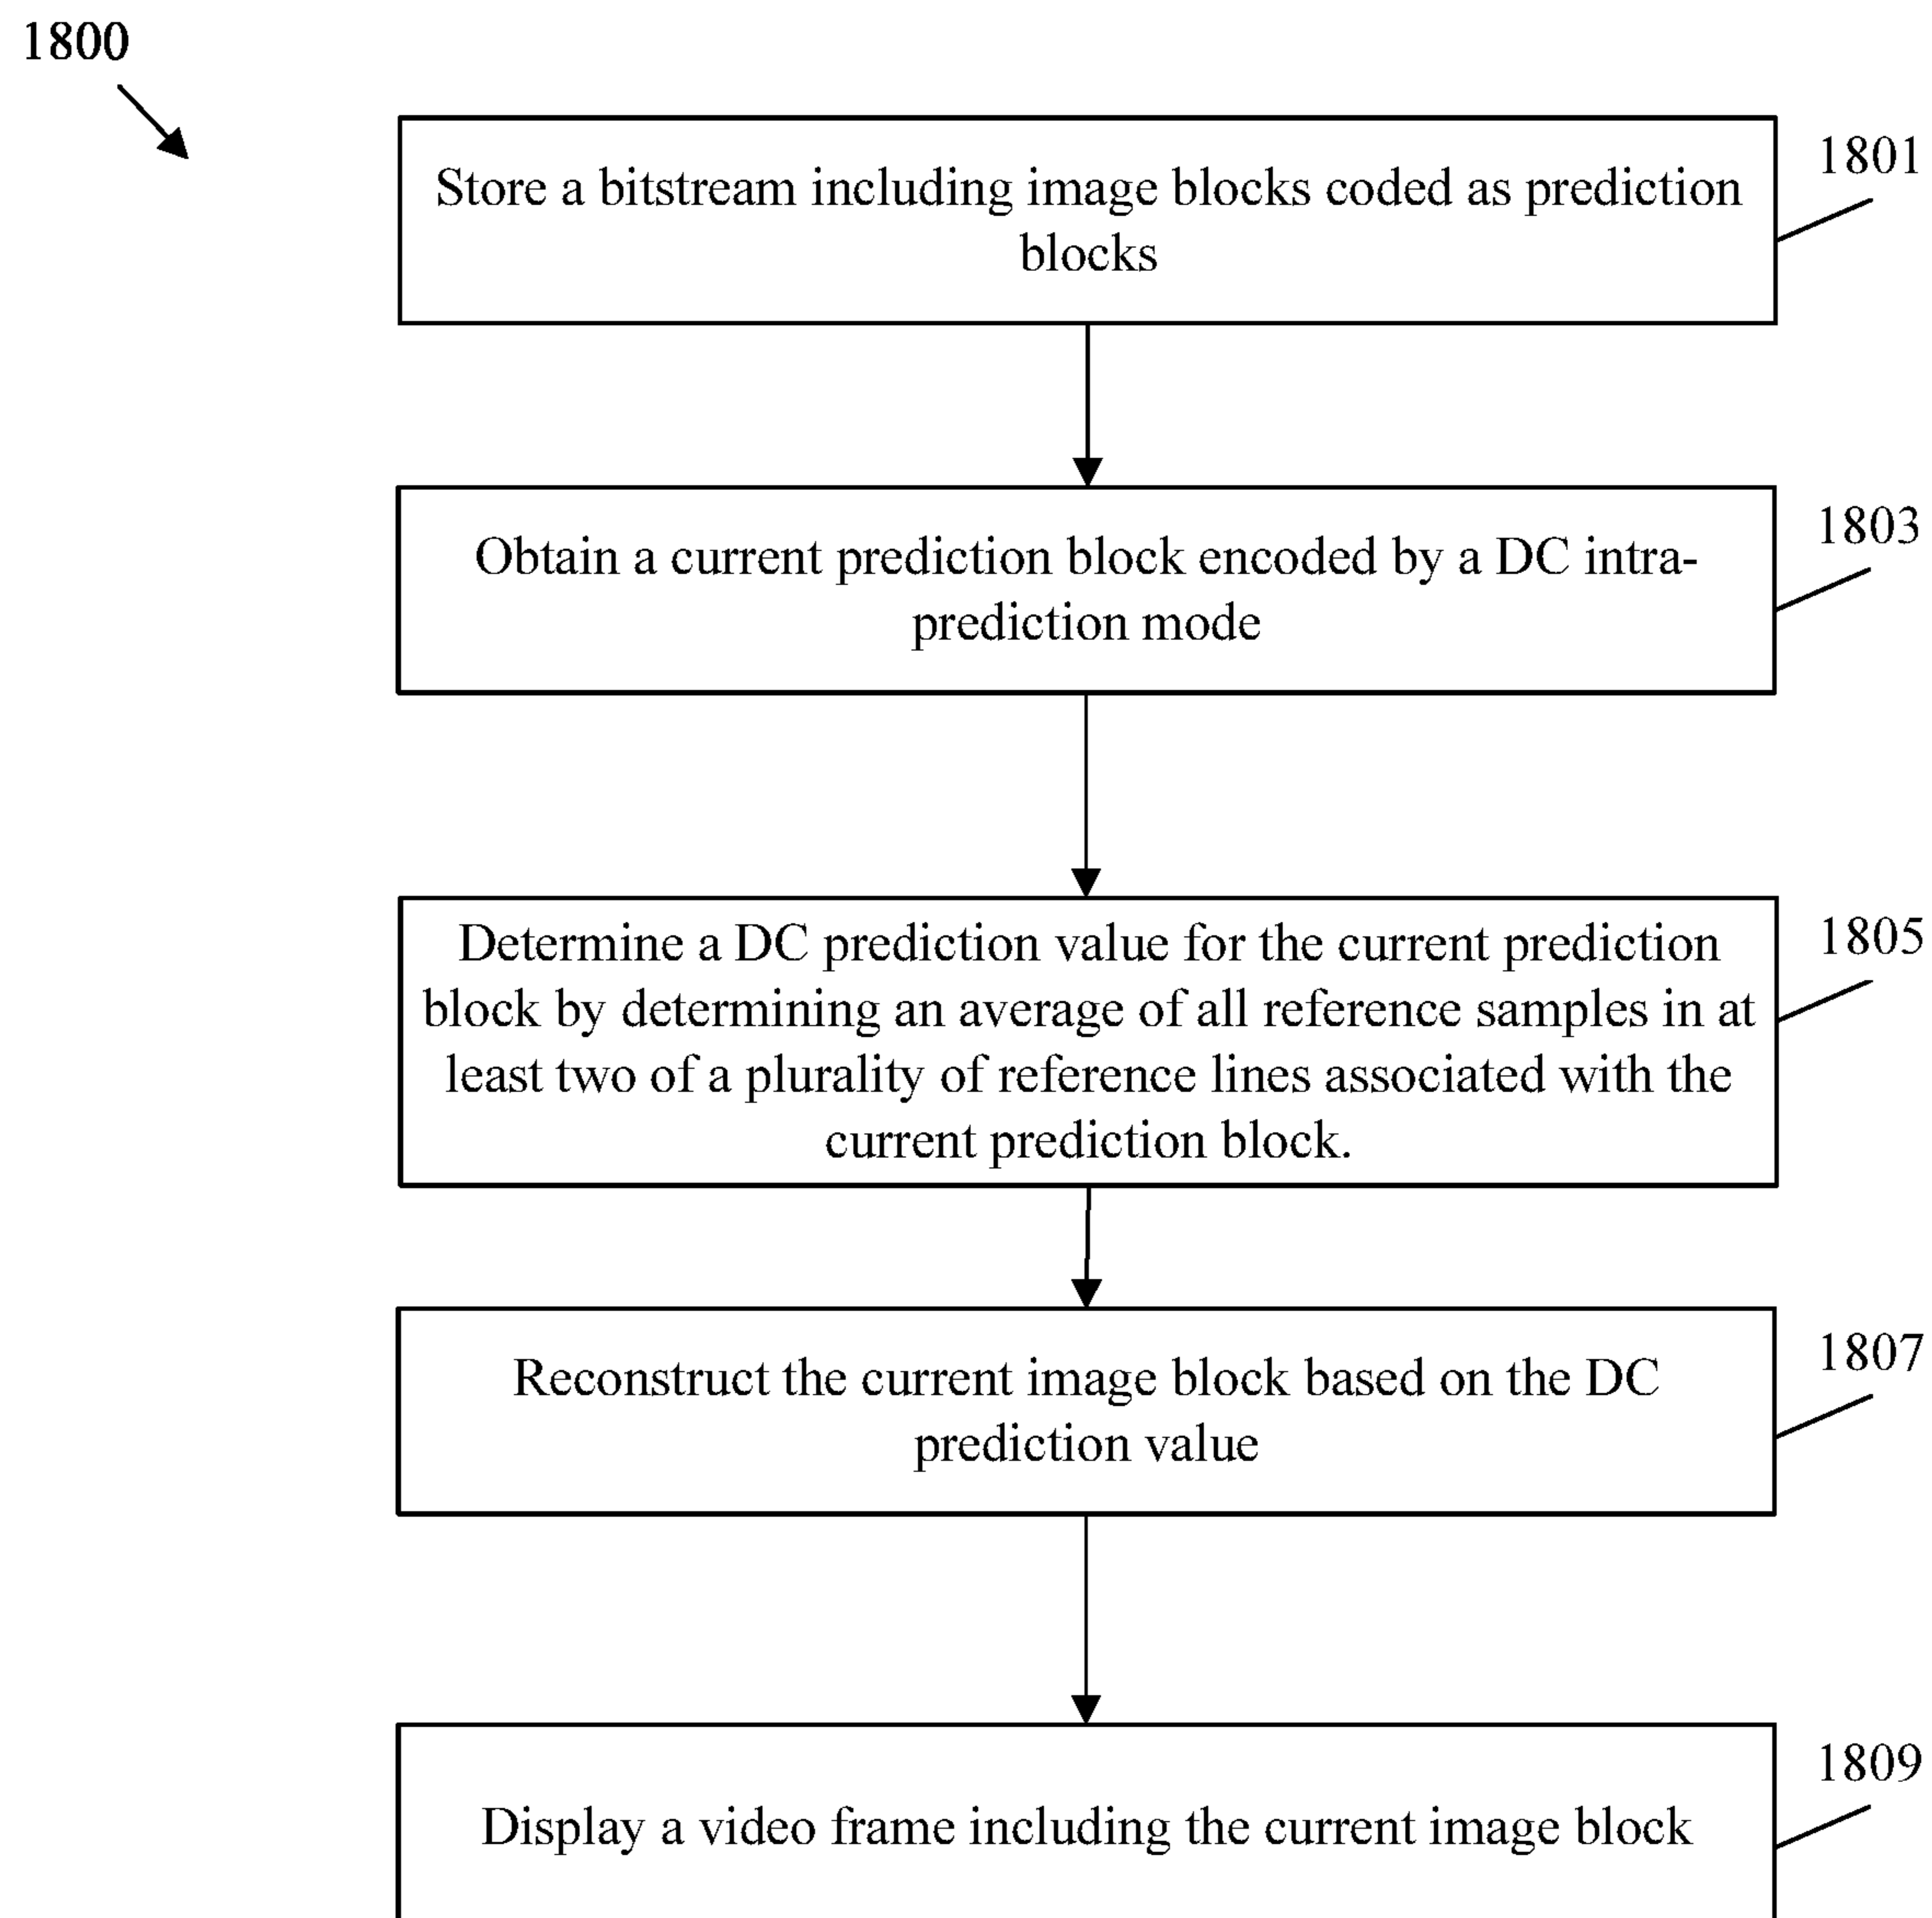 1800
Store a bitstream including image blocks coded as prediction
blocks
1801
Obtain a current prediction block encoded by a DC intra-
prediction mode
1803
Determine a DC prediction value for the current prediction
block by determining an average of all reference samples in at
least two of a plurality of reference lines associated with the
current prediction block.
1805
Reconstruct the current image block based on the DC
prediction value
1807
Display a video frame including the current image block
1809